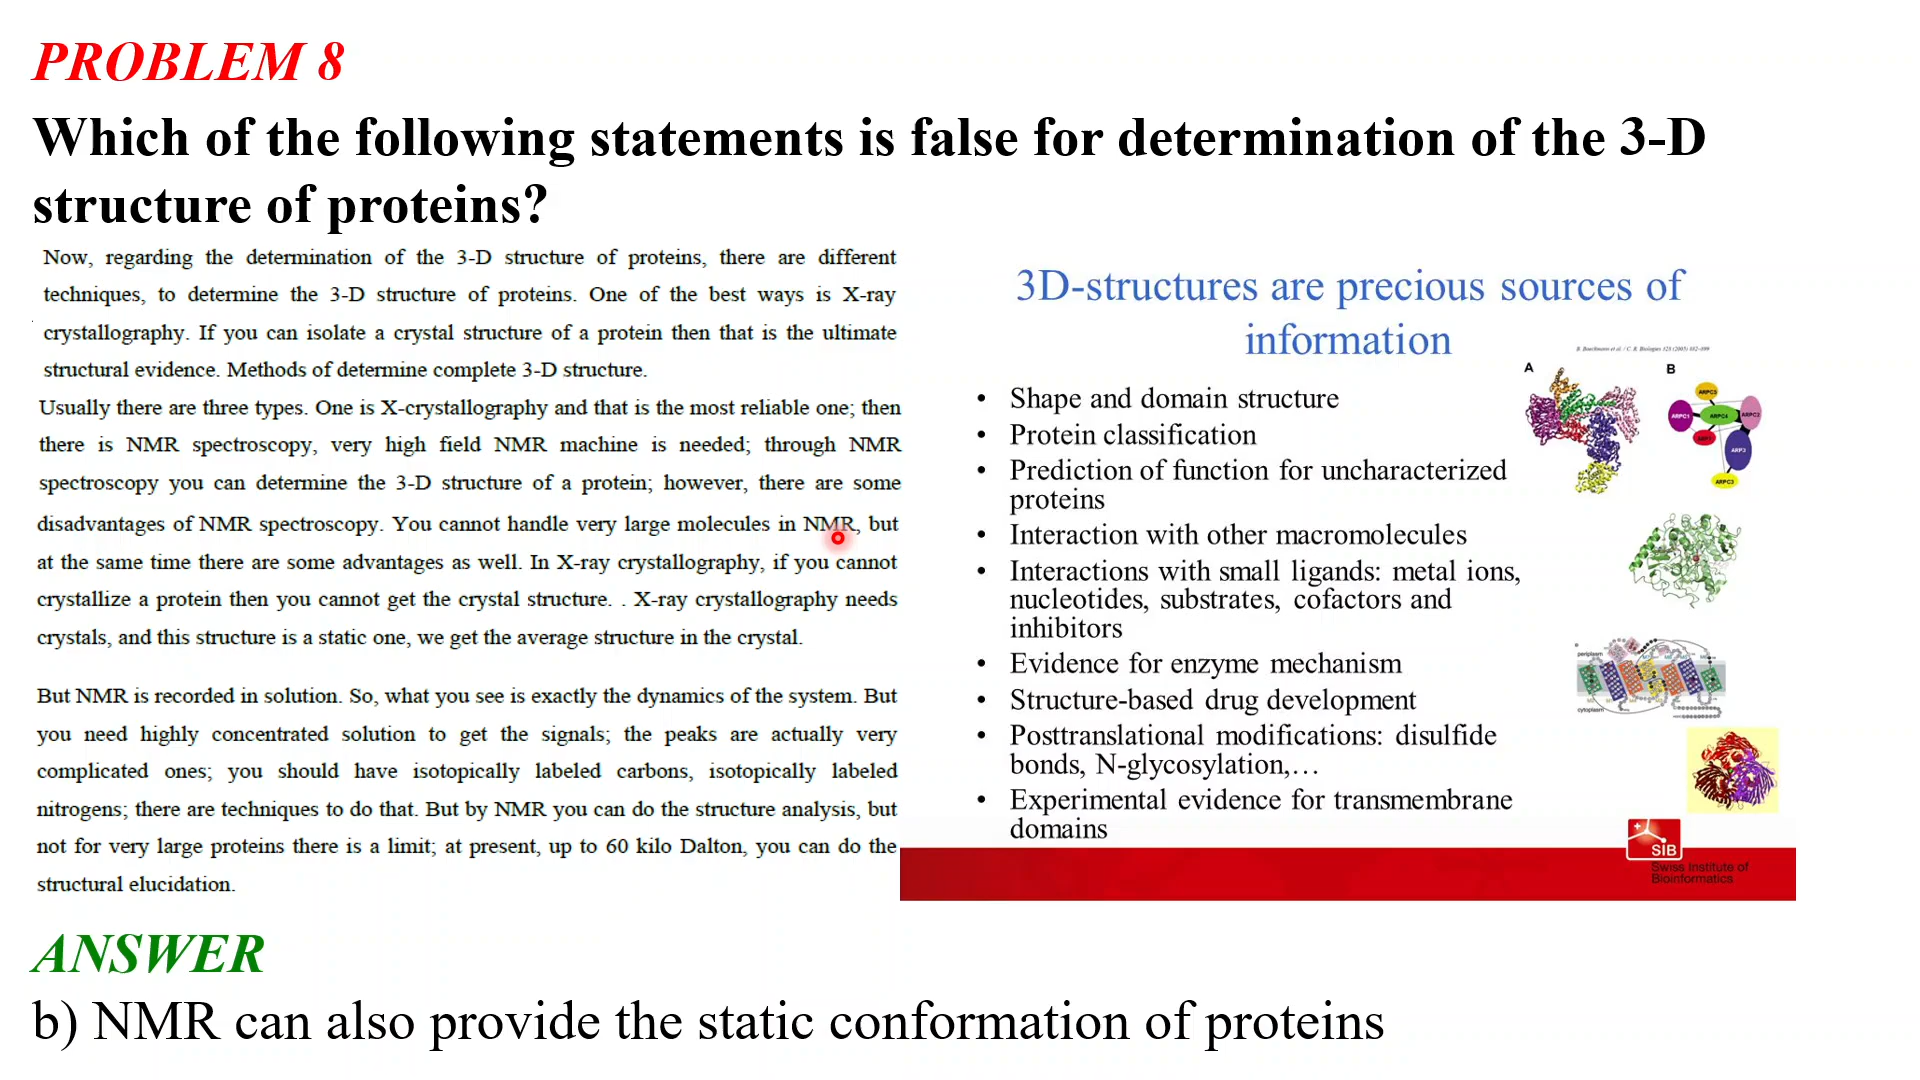 PROBLEM 8
Which of the following statements is false for determination of the 3-D
structure of proteins?
Now, regarding the determination of the 3-D structure of proteins, there are different
techniques, to determine the 3-D structure of proteins. One of the best ways is X-ray
crystallography. If you can isolate a crystal structure of a protein then that is the ultimate
structural evidence. Methods of determine complete 3-D structure.
Usually there are three types. One is X-crystallography and that is the most reliable one; then
there is NMR spectroscopy, very high field NMR machine is needed; through NMR
spectroscopy you can determine the 3-D structure of a protein; however, there are some
disadvantages of NMR spectroscopy. You cannot handle very large molecules in NMR, but
at the same time there are some advantages as well. In X-ray crystallography, if you cannot
crystallize a protein then you cannot get the crystal structure. . X-ray crystallography needs
crystals, and this structure is a static one, we get the average structure in the crystal.
But NMR is recorded in solution. So, what you see is exactly the dynamics of the system. But
you need highly concentrated solution to get the signals; the peaks are actually very
complicated ones; you should have isotopically labeled carbons, isotopically labeled
nitrogens; there are techniques to do that. But by NMR you can do the structure analysis, but
not for very large proteins there is a limit; at present, up to 60 kilo Dalton, you can do the
structural elucidation.
3D-structures are precious sources of
information
• Shape and domain structure
• Protein classification
• Prediction of function for uncharacterized
proteins
• Interaction with other macromolecules
• Interactions with small ligands: metal ions,
nucleotides, substrates, cofactors and
inhibitors
• Evidence for enzyme mechanism
• Structure-based drug development
• Posttranslational modifications: disulfide
bonds, N-glycosylation,…
• Experimental evidence for transmembrane
domains
A
B
ARPC1
ARPC4
ARPC2
ARP3
ARPC3
periplasm
cytoplasm
SIB
Swiss Institute of
Bioinformatics
ANSWER
b) NMR can also provide the static conformation of proteins